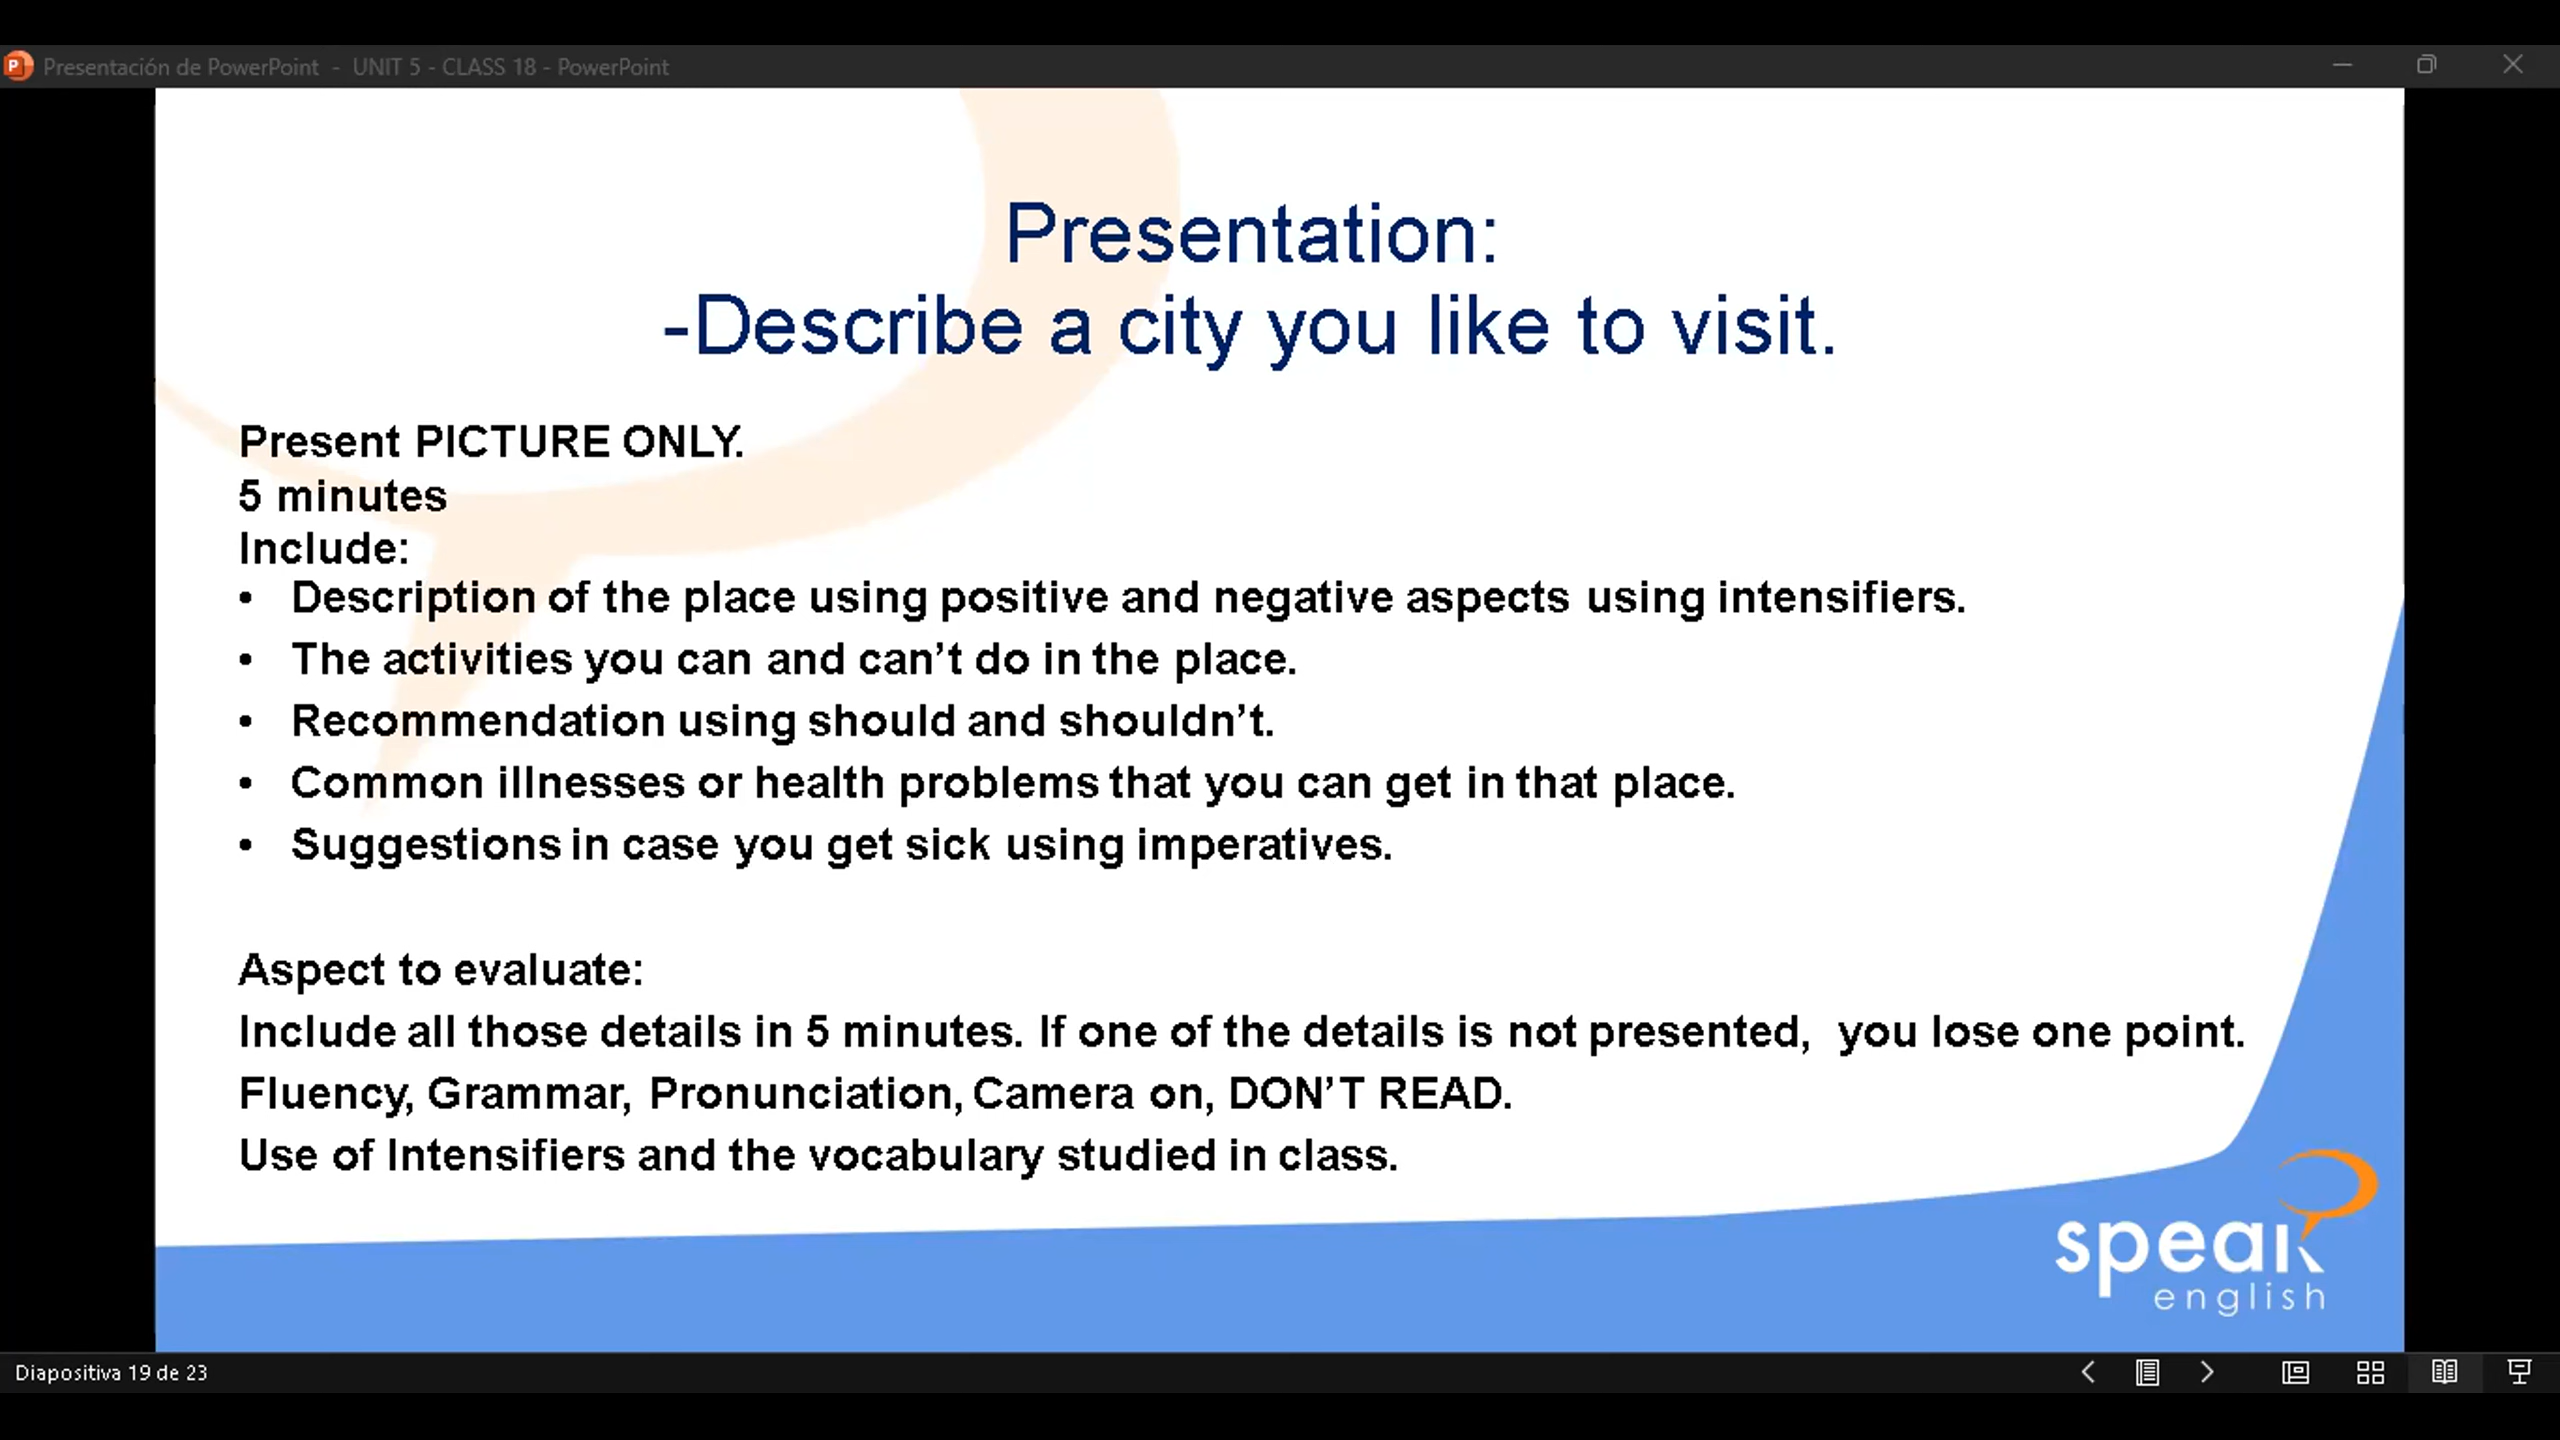 Presentación de PowerPoint - UNIT 5 - CLASS 18 - PowerPoint
Presentation:
-Describe a city you like to visit.
Present PICTURE ONLY.
5 minutes
Include:
• Description of the place using positive and negative aspects using intensifiers.
• The activities you can and can't do in the place.
• Recommendation using should and shouldn't.
• Common illnesses or health problems that you can get in that place.
• Suggestions in case you get sick using imperatives.
Aspect to evaluate:
Include all those details in 5 minutes. If one of the details is not presented, you lose one point.
Fluency, Grammar, Pronunciation, Camera on, DON'T READ.
Use of Intensifiers and the vocabulary studied in class.
speak
english
Diapositiva 19 de 23